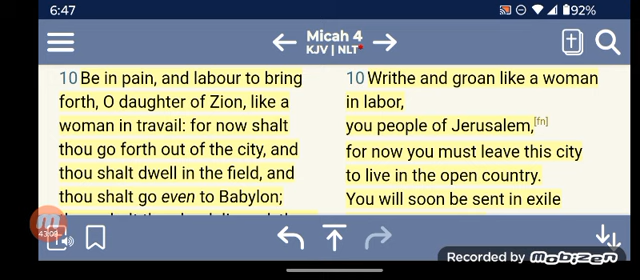 6:47
92%
Micah 4
KJV | NLT
10 Be in pain, and labour to bring
forth, O daughter of Zion, like a
woman in travail: for now shalt
thou go forth out of the city, and
thou shalt dwell in the field, and
thou shalt go even to Babylon;
10 Writhe and groan like a woman
in labor,
you people of Jerusalem,[fn]
for now you must leave this city
to live in the open country.
You will soon be sent in exile
43:08
Recorded by Mobizen